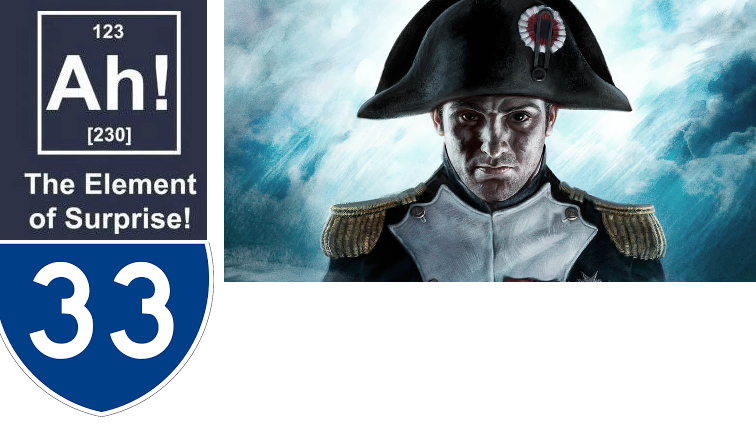 123
Ah!
[230]
The Element
of Surprise!
33